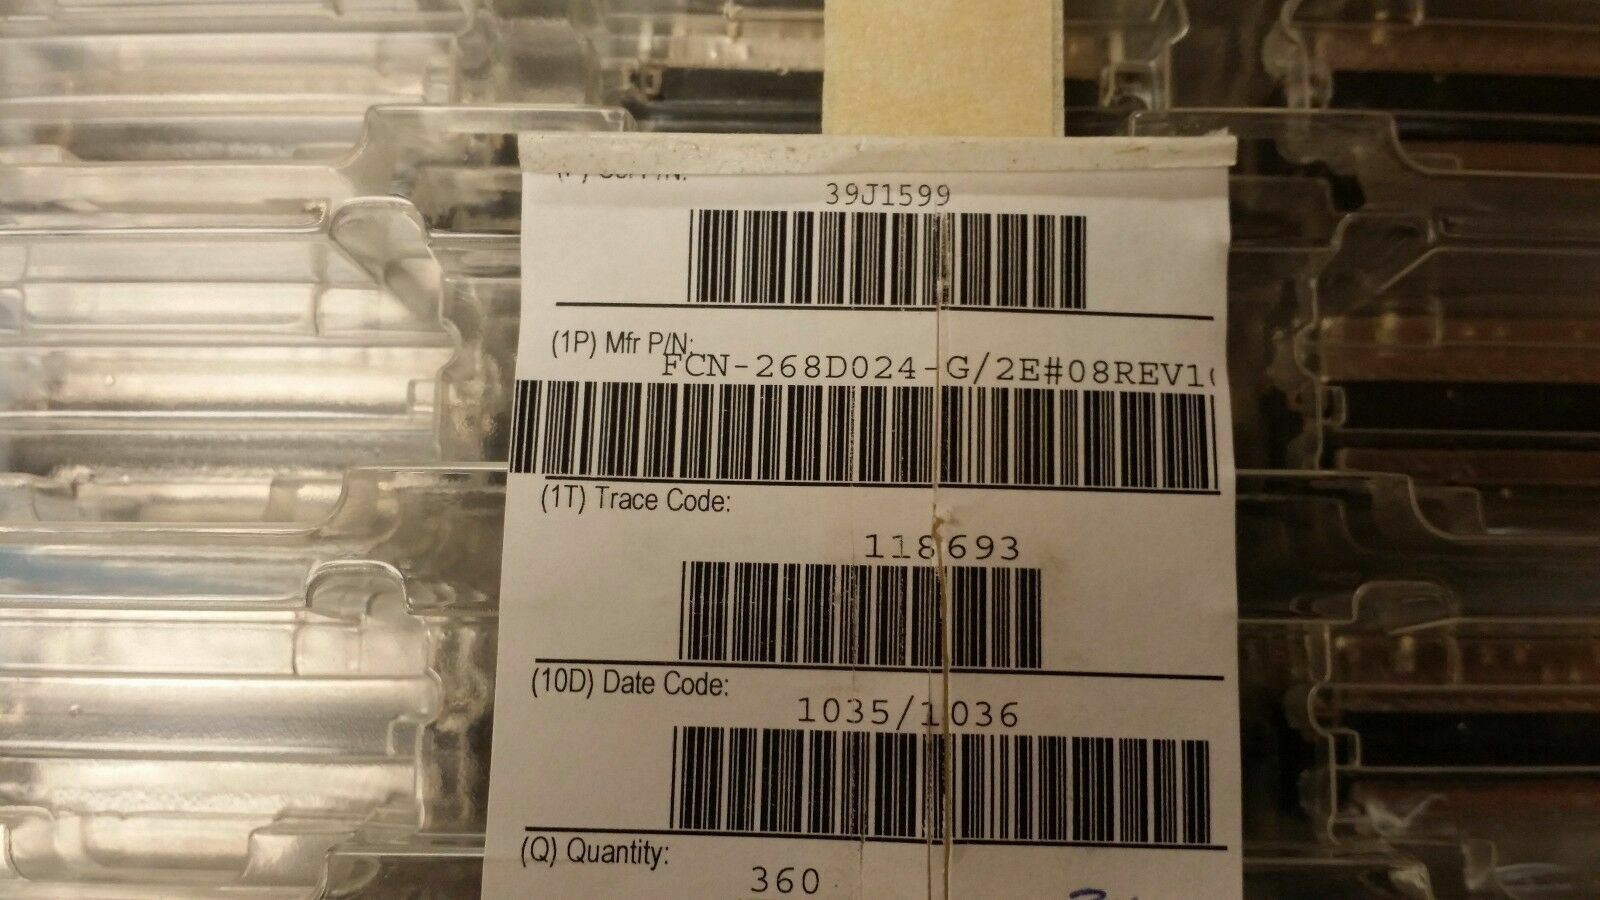 39J1599
(1P) Mfr P/N:
FCN-268D024-G/2E#08REV1
(1T) Trace Code:
118693
(10D) Date Code:
1035/1036
(Q) Quantity:
360